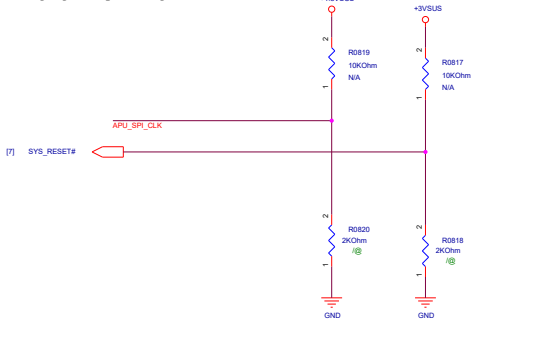 +3VSUS
2
R0819
10KOhm
N/A
1
2
R0817
10KOhm
N/A
1
APU_SPI_CLK
[7] SYS_RESET#
2
R0820
2KOhm
/@
1
2
R0818
2KOhm
/@
1
GND
GND